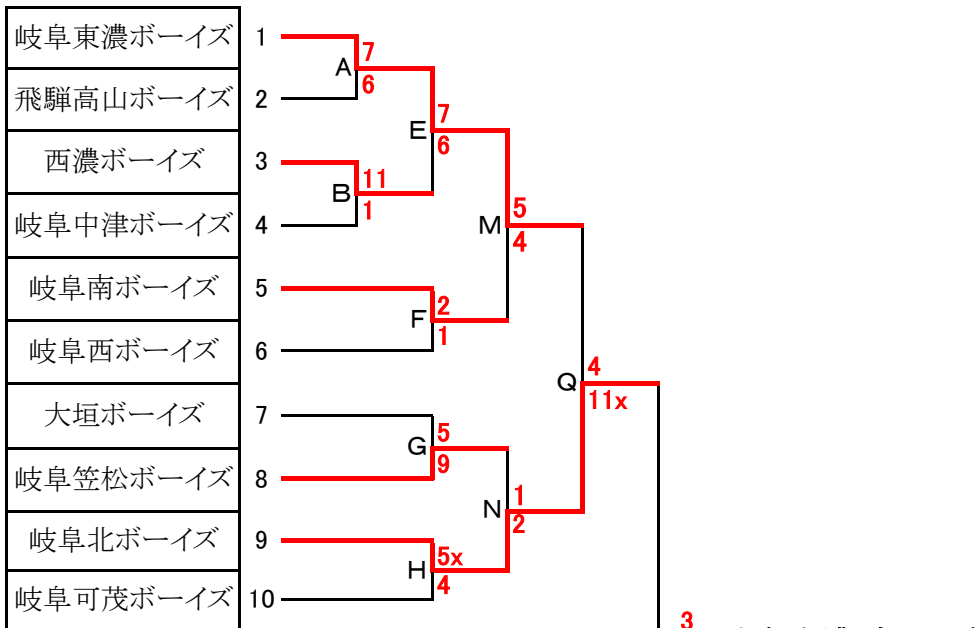 岐阜東濃ボーイズ 1
7
A
6
飛騨高山ボーイズ 2
7
E
6
西濃ボーイズ 3
11
B
1
岐阜中津ボーイズ 4
5
M
4
岐阜南ボーイズ 5
2
F
1
岐阜西ボーイズ 6
4
Q
11x
大垣ボーイズ 7
5
G
9
岐阜笠松ボーイズ 8
1
N
2
岐阜北ボーイズ 9
5x
H
4
岐阜可茂ボーイズ 10
3